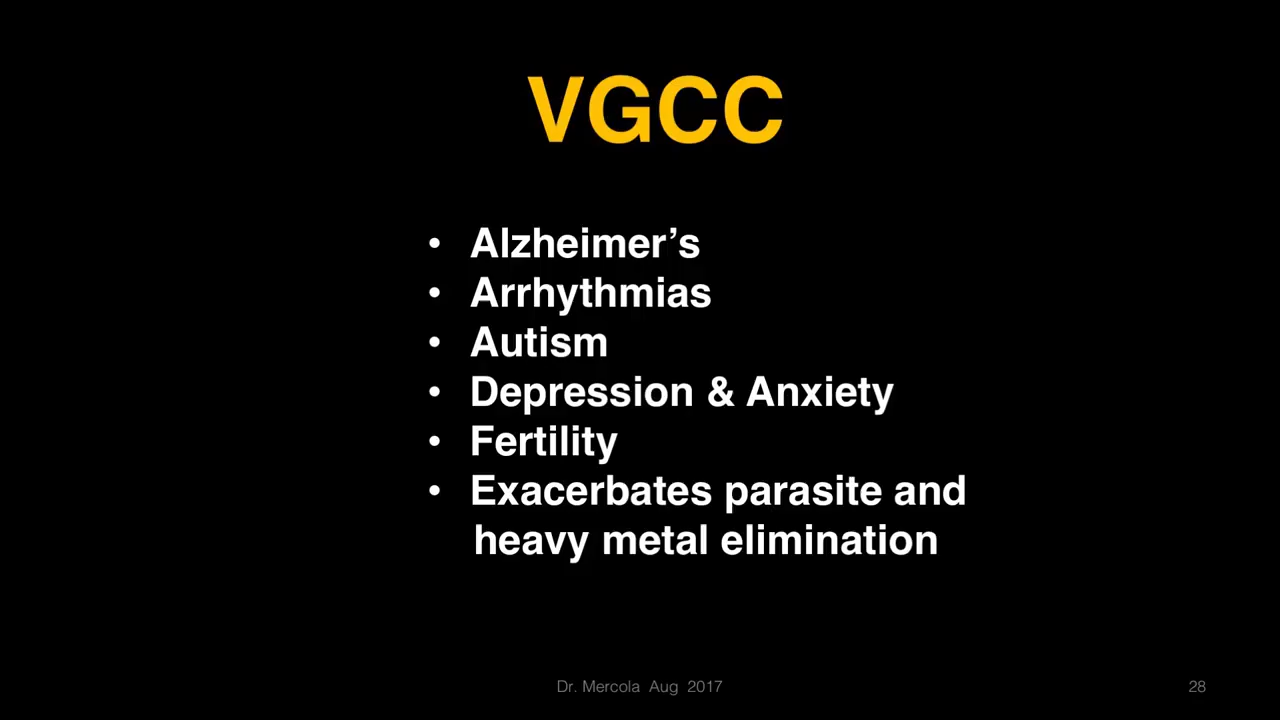 VGCC
• Alzheimer’s
• Arrhythmias
• Autism
• Depression & Anxiety
• Fertility
• Exacerbates parasite and
heavy metal elimination
Dr. Mercola Aug 2017
28